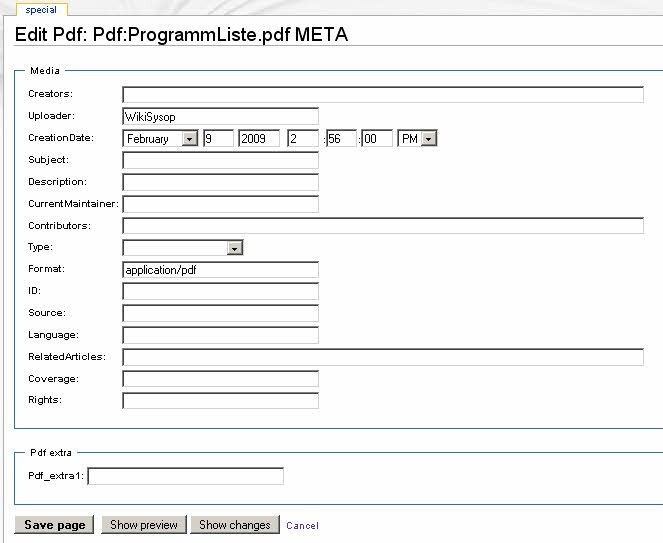 special
Edit Pdf: Pdf:ProgrammListe.pdf META
Media
Creators:
Uploader: WikiSysop
CreationDate: February 9 2009 2 :56 :00 PM
Subject:
Description:
CurrentMaintainer:
Contributors:
Type:
Format: application/pdf
ID:
Source:
Language:
RelatedArticles:
Coverage:
Rights:
Pdf extra
Pdf_extra1:
Save page Show preview Show changes Cancel